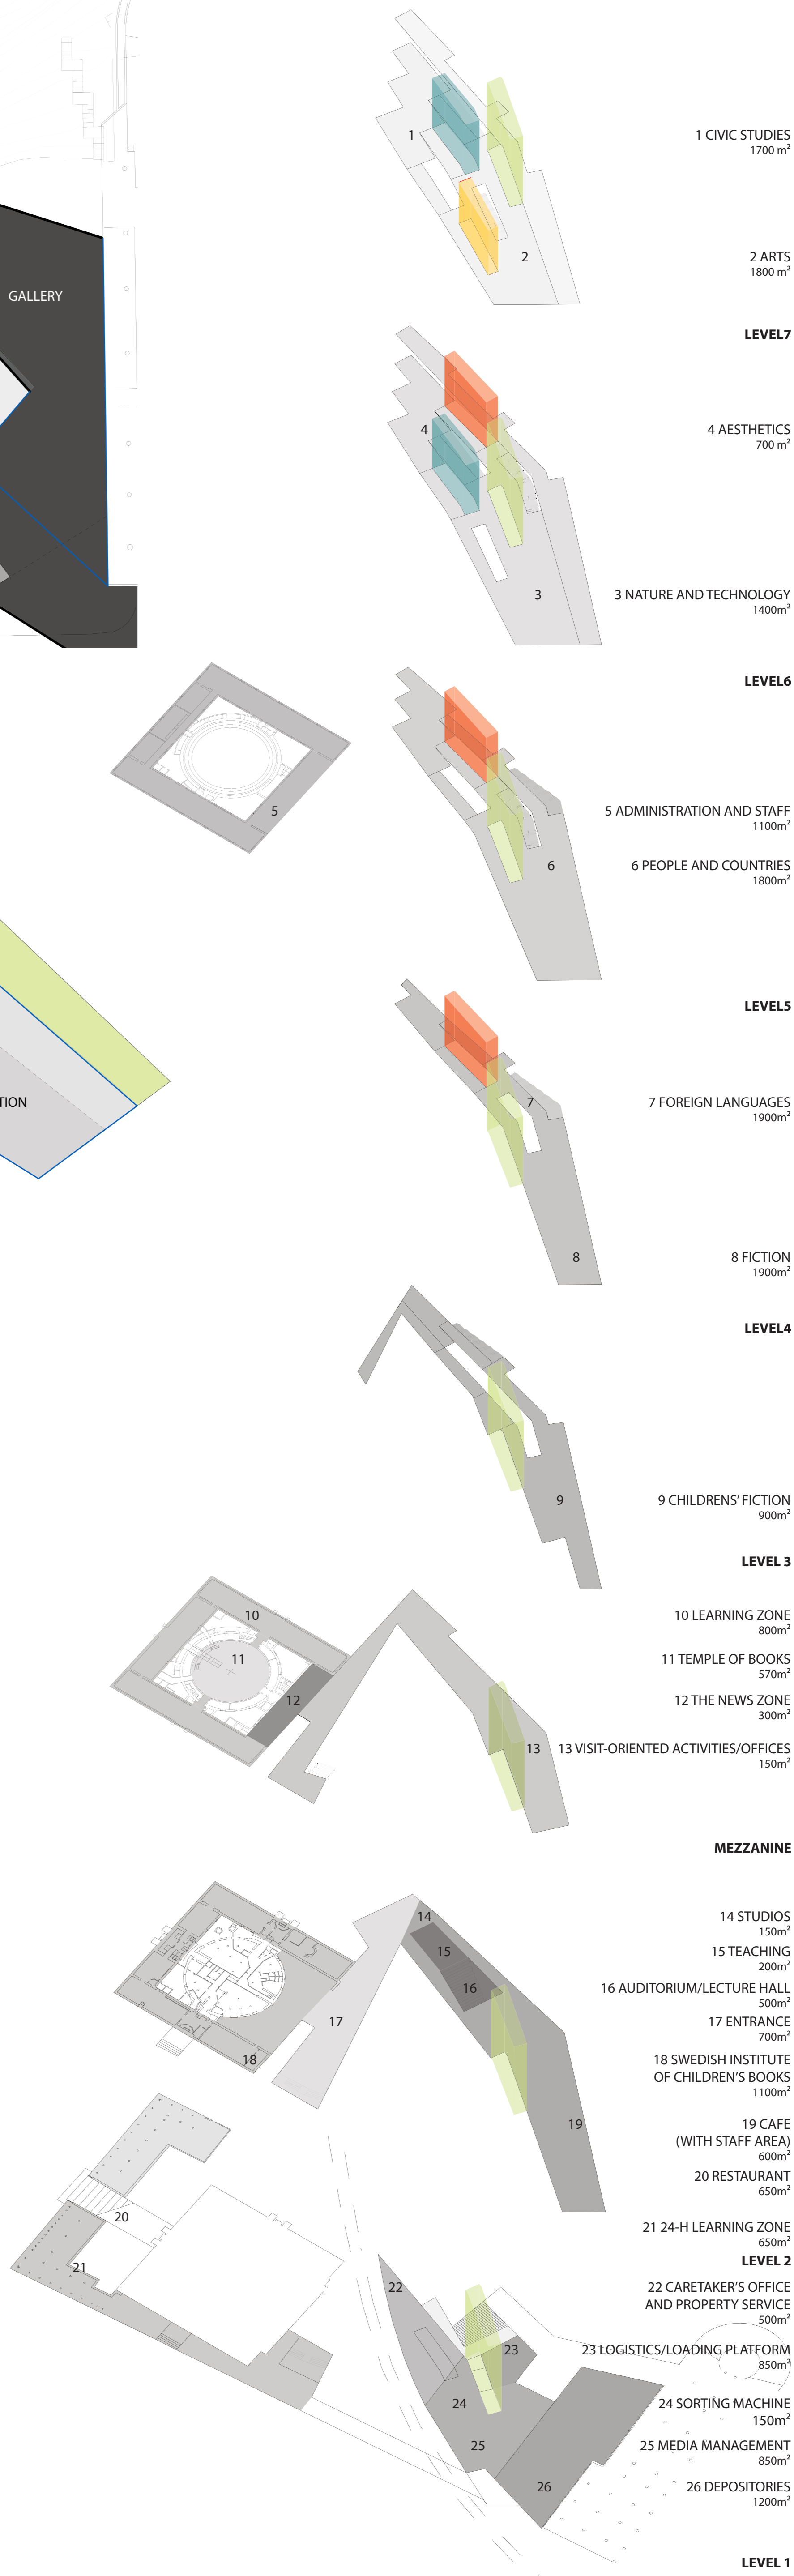 1
1 CIVIC STUDIES
1700 m²
2
2 ARTS
1800 m²
GALLERY
LEVEL7
4
4 AESTHETICS
700 m²
3
3 NATURE AND TECHNOLOGY
1400m²
LEVEL6
5
5 ADMINISTRATION AND STAFF
1100m²
6
6 PEOPLE AND COUNTRIES
1800m²
LEVEL5
TION
7
7 FOREIGN LANGUAGES
1900m²
8
8 FICTION
1900m²
LEVEL4
9
9 CHILDRENS' FICTION
900m²
LEVEL 3
10
10 LEARNING ZONE
800m²
11
11 TEMPLE OF BOOKS
570m²
12
12 THE NEWS ZONE
300m²
13
13 VISIT-ORIENTED ACTIVITIES/OFFICES
150m²
MEZZANINE
14
14 STUDIOS
150m²
15
15 TEACHING
200m²
16
16 AUDITORIUM/LECTURE HALL
500m²
17
17 ENTRANCE
700m²
18
18 SWEDISH INSTITUTE
OF CHILDREN'S BOOKS
1100m²
19
19 CAFE
(WITH STAFF AREA)
600m²
20
20 RESTAURANT
650m²
21
21 24-H LEARNING ZONE
650m²
LEVEL 2
22
22 CARETAKER'S OFFICE
AND PROPERTY SERVICE
500m²
23
23 LOGISTICS/LOADING PLATFORM
850m²
24
24 SORTING MACHINE
150m²
25
25 MEDIA MANAGEMENT
850m²
26
26 DEPOSITORIES
1200m²
LEVEL 1